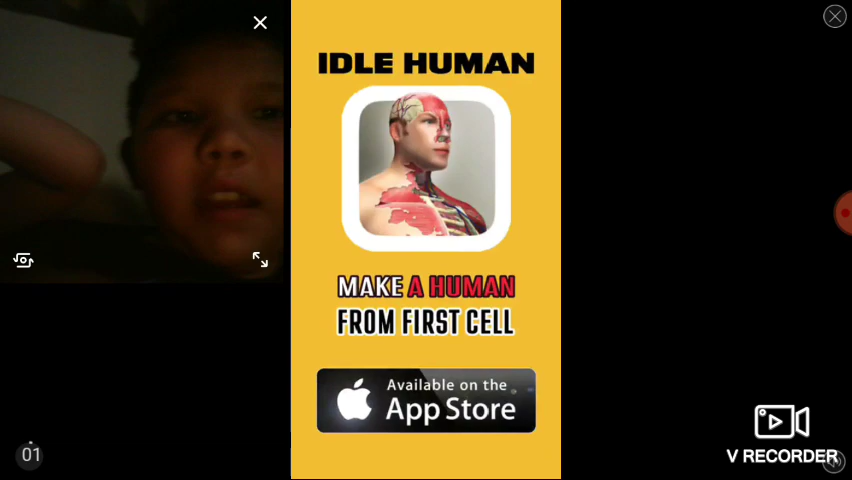 IDLE HUMAN
MAKE A HUMAN
FROM FIRST CELL
Available on the
App Store
01
V RECORDER